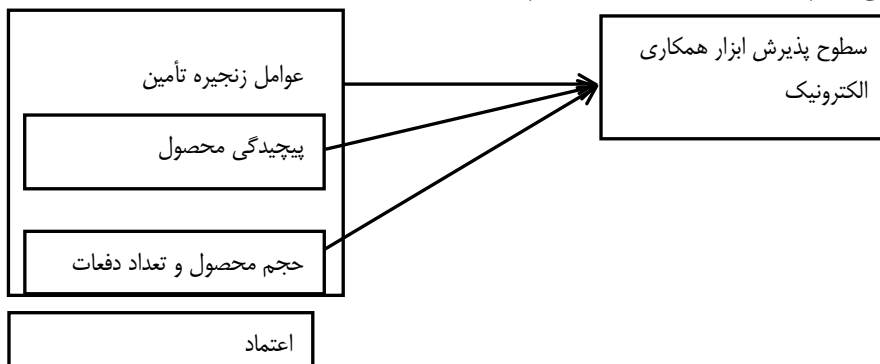 سطوح پذیرش ابزار همکاری
الکترونیک
عوامل زنجیره تأمین
پیچیدگی محصول
حجم محصول و تعداد دفعات
اعتماد